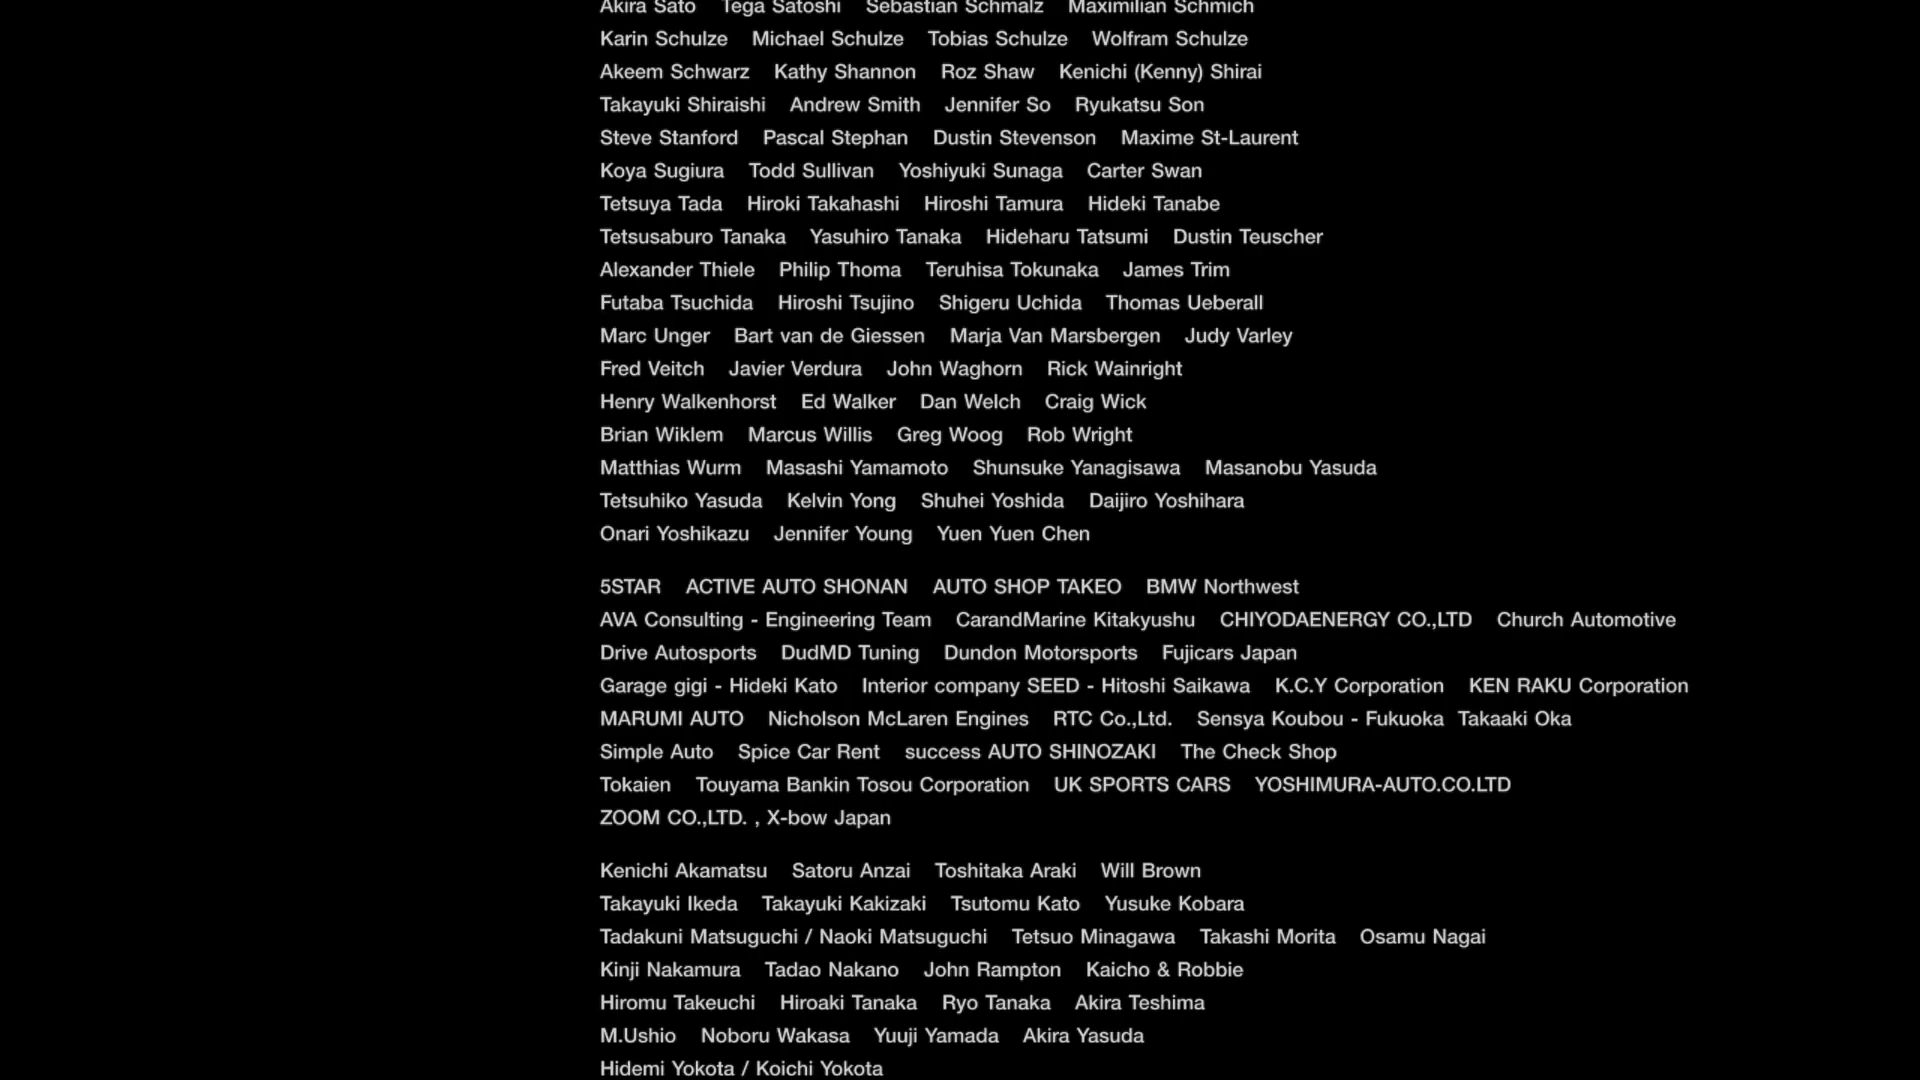 Akira Sato Tega Satoshi Sebastian Schmalz Maximilian Schmich
Karin Schulze Michael Schulze Tobias Schulze Wolfram Schulze
Akeem Schwarz Kathy Shannon Roz Shaw Kenichi (Kenny) Shirai
Takayuki Shiraishi Andrew Smith Jennifer So Ryukatsu Son
Steve Stanford Pascal Stephan Dustin Stevenson Maxime St-Laurent
Koya Sugiura Todd Sullivan Yoshiyuki Sunaga Carter Swan
Tetsuya Tada Hiroki Takahashi Hiroshi Tamura Hideki Tanabe
Tetsusaburo Tanaka Yasuhiro Tanaka Hideharu Tatsumi Dustin Teuscher
Alexander Thiele Philip Thoma Teruhisa Tokunaka James Trim
Futaba Tsuchida Hiroshi Tsujino Shigeru Uchida Thomas Ueberall
Marc Unger Bart van de Giessen Marja Van Marsbergen Judy Varley
Fred Veitch Javier Verdura John Waghorn Rick Wainright
Henry Walkenhorst Ed Walker Dan Welch Craig Wick
Brian Wiklem Marcus Willis Greg Woog Rob Wright
Matthias Wurm Masashi Yamamoto Shunsuke Yanagisawa Masanobu Yasuda
Tetsuhiko Yasuda Kelvin Yong Shuhei Yoshida Daijiro Yoshihara
Onari Yoshikazu Jennifer Young Yuen Yuen Chen
5STAR ACTIVE AUTO SHONAN AUTO SHOP TAKEO BMW Northwest
AVA Consulting - Engineering Team CarandMarine Kitakyushu CHIYODAENERGY CO.,LTD Church Automotive
Drive Autosports DudMD Tuning Dundon Motorsports Fujicars Japan
Garage gigi - Hideki Kato Interior company SEED - Hitoshi Saikawa K.C.Y Corporation KEN RAKU Corporation
MARUMI AUTO Nicholson McLaren Engines RTC Co.,Ltd. Sensya Koubou - Fukuoka Takaaki Oka
Simple Auto Spice Car Rent success AUTO SHINOZAKI The Check Shop
Tokaien Touyama Bankin Tosou Corporation UK SPORTS CARS YOSHIMURA-AUTO.CO.LTD
ZOOM CO.,LTD. , X-bow Japan
Kenichi Akamatsu Satoru Anzai Toshitaka Araki Will Brown
Takayuki Ikeda Takayuki Kakizaki Tsutomu Kato Yusuke Kobara
Tadakuni Matsuguchi / Naoki Matsuguchi Tetsuo Minagawa Takashi Morita Osamu Nagai
Kinji Nakamura Tadao Nakano John Rampton Kaicho & Robbie
Hiromu Takeuchi Hiroaki Tanaka Ryo Tanaka Akira Teshima
M.Ushio Noboru Wakasa Yuuji Yamada Akira Yasuda
Hidemi Yokota / Koichi Yokota